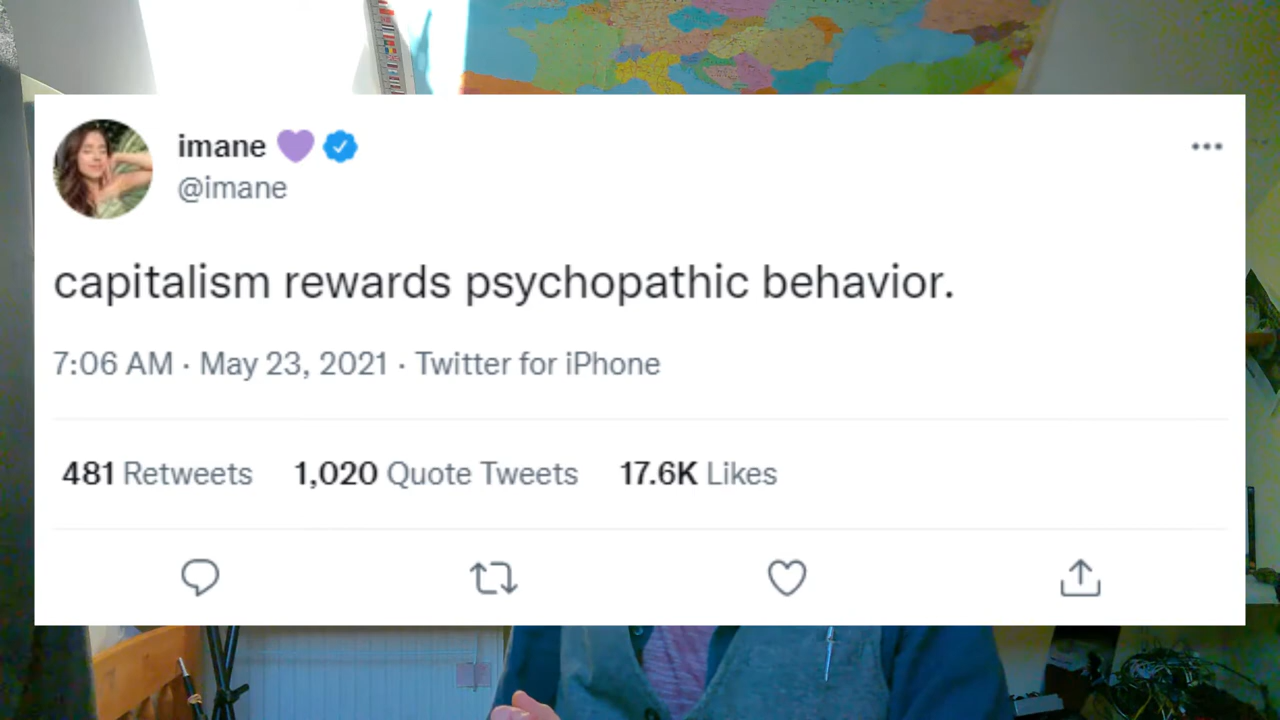 imane 💜
@imane
capitalism rewards psychopathic behavior.
7:06 AM · May 23, 2021 · Twitter for iPhone
481 Retweets 1,020 Quote Tweets 17.6K Likes